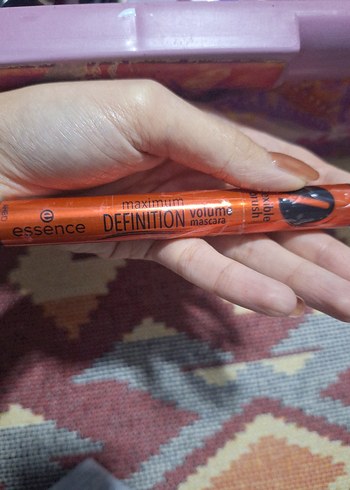 essence
maximum
DEFINITION
volume
mascara